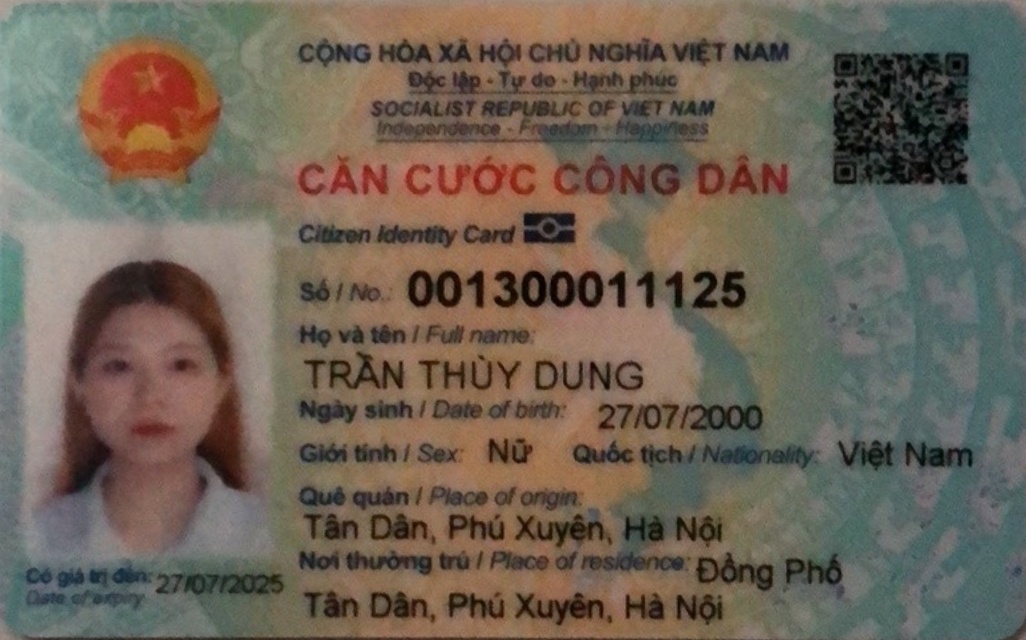 CỘNG HÒA XÃ HỘI CHỦ NGHĨA VIỆT NAM
Độc lập - Tự do - Hạnh phúc
SOCIALIST REPUBLIC OF VIET NAM
Independence - Freedom - Happiness
CĂN CƯỚC CÔNG DÂN
Citizen Identity Card
Số / No.: 001300011125
Họ và tên / Full name:
TRẦN THÙY DUNG
Ngày sinh / Date of birth: 27/07/2000
Giới tính / Sex: Nữ Quốc tịch / Nationality: Việt Nam
Quê quán / Place of origin:
Tân Dân, Phú Xuyên, Hà Nội
Nơi thường trú / Place of residence: Đồng Phố
Tân Dân, Phú Xuyên, Hà Nội
Có giá trị đến: 27/07/2025
Date of expiry